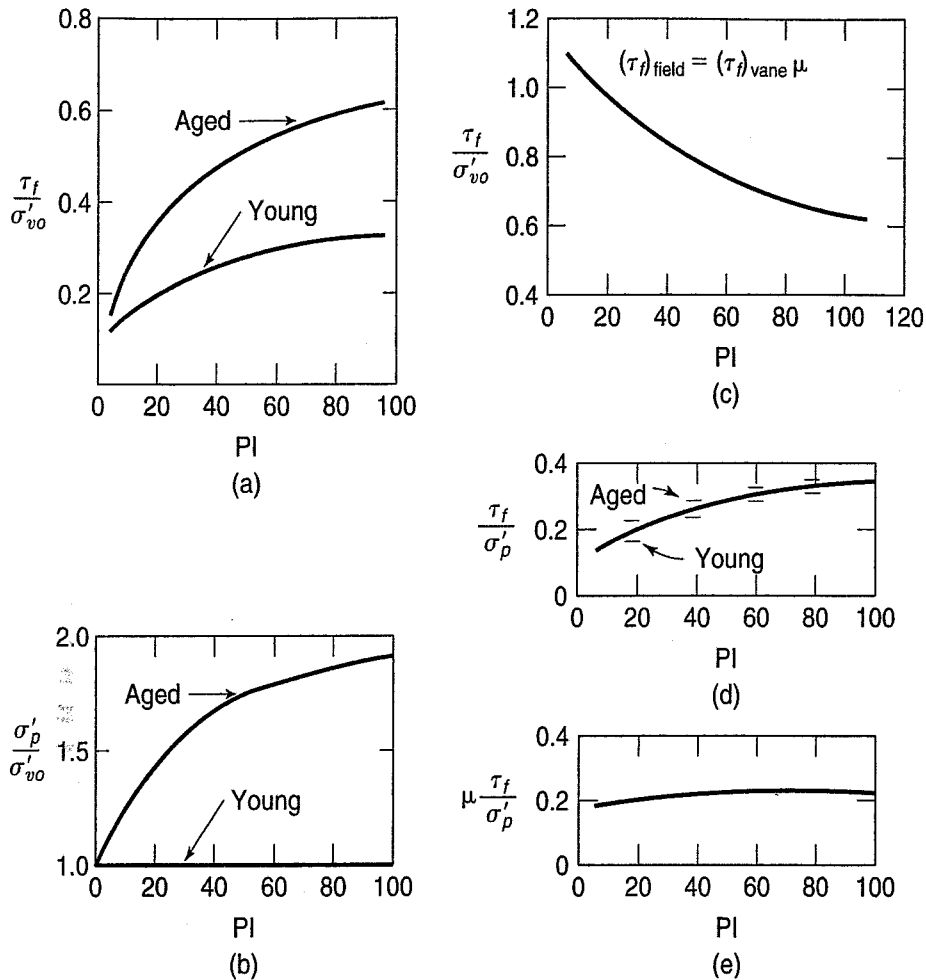 0.8
0.6
0.4
0.2
τf
σ′vo
Aged
Young
0 20 40 60 80 100
PI
(a)
2.0
1.5
1.0
σ′p
σ′vo
Aged
Young
0 20 40 60 80 100
PI
(b)
1.2
1.0
0.8
0.6
0.4
τf
σ′vo
(τf)field = (τf)vane μ
0 20 40 60 80 100 120
PI
(c)
0.4
0.2
0
τf
σ′p
Aged
Young
0 20 40 60 80 100
PI
(d)
0.4
0.2
0
μ τf
σ′p
0 20 40 60 80 100
PI
(e)